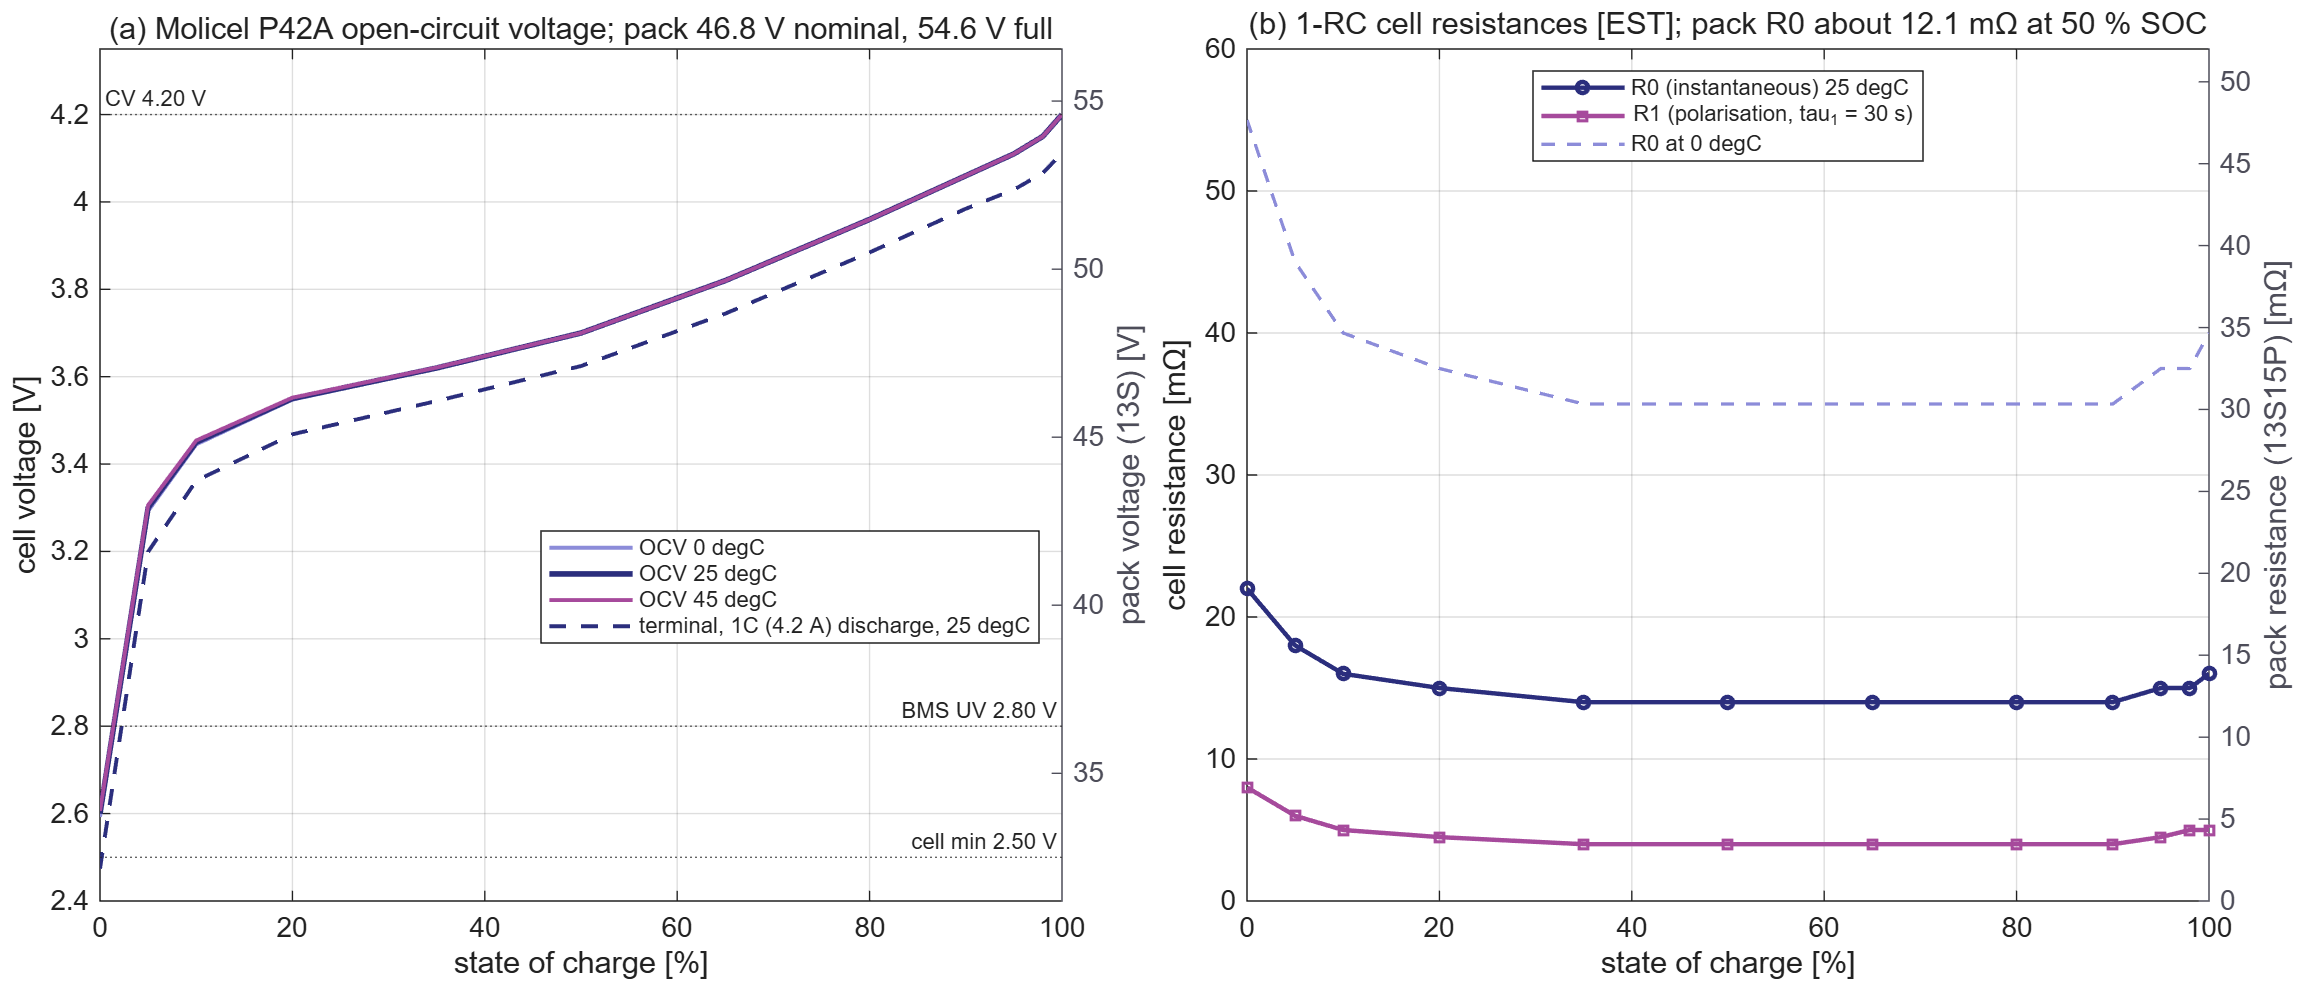 (a) Molicel P42A open-circuit voltage; pack 46.8 V nominal, 54.6 V full
CV 4.20 V
4.2
4
3.8
3.6
3.4
3.2
3
2.8
2.6
2.4
cell voltage [V]
OCV 0 degC
OCV 25 degC
OCV 45 degC
terminal, 1C (4.2 A) discharge, 25 degC
BMS UV 2.80 V
cell min 2.50 V
55
50
45
40
35
pack voltage (13S) [V]
0
20
40
60
80
100
state of charge [%]
(b) 1-RC cell resistances [EST]; pack R0 about 12.1 mΩ at 50 % SOC
60
50
40
30
20
10
0
cell resistance [mΩ]
R0 (instantaneous) 25 degC
R1 (polarisation, tau₁ = 30 s)
R0 at 0 degC
50
45
40
35
30
25
20
15
10
5
0
pack resistance (13S15P) [mΩ]
0
20
40
60
80
100
state of charge [%]